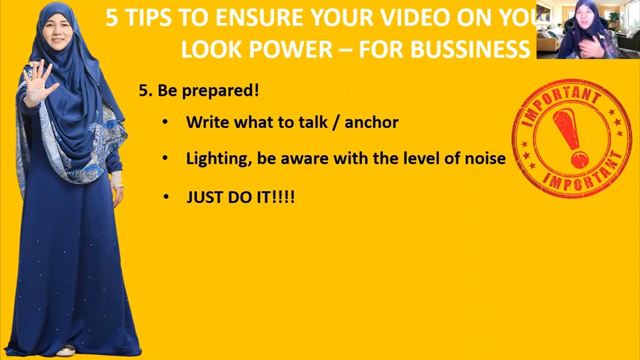 5 TIPS TO ENSURE YOUR VIDEO ON YOU
LOOK POWER – FOR BUSSINESS
5. Be prepared!
• Write what to talk / anchor
• Lighting, be aware with the level of noise
• JUST DO IT!!!!
IMPORTANT
IMPORTANT